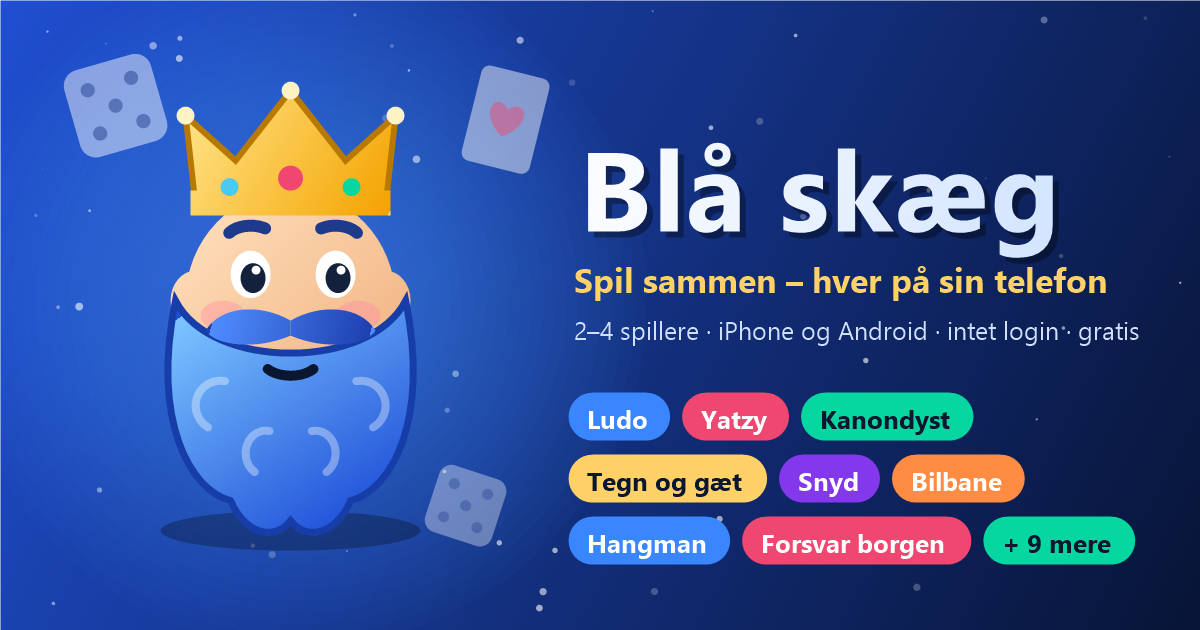 Blå skæg
Spil sammen – hver på sin telefon
2–4 spillere · iPhone og Android · intet login · gratis
Ludo Yatzy Kanondyst
Tegn og gæt Snyd Bilbane
Hangman Forsvar borgen + 9 mere